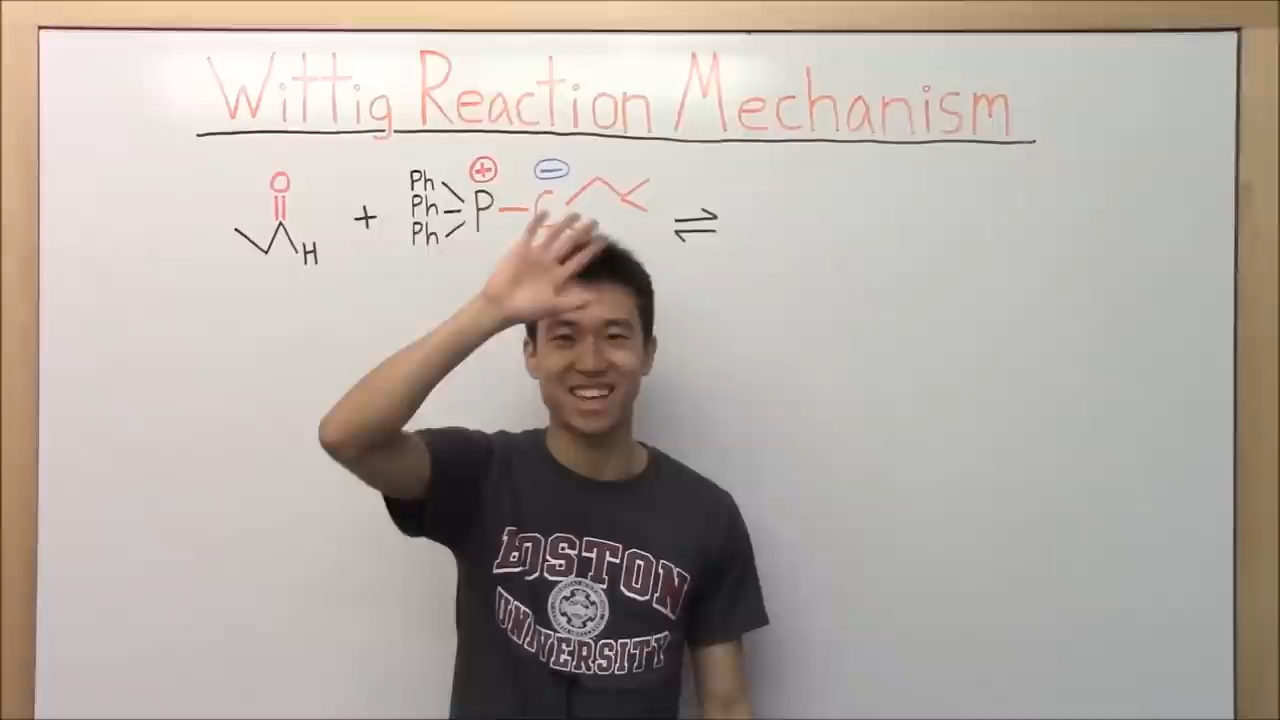 Wittig Reaction Mechanism
O
Ph
Ph
Ph
P
H
+
⊕
⊖
⇌
BOSTON
UNIVERSITY